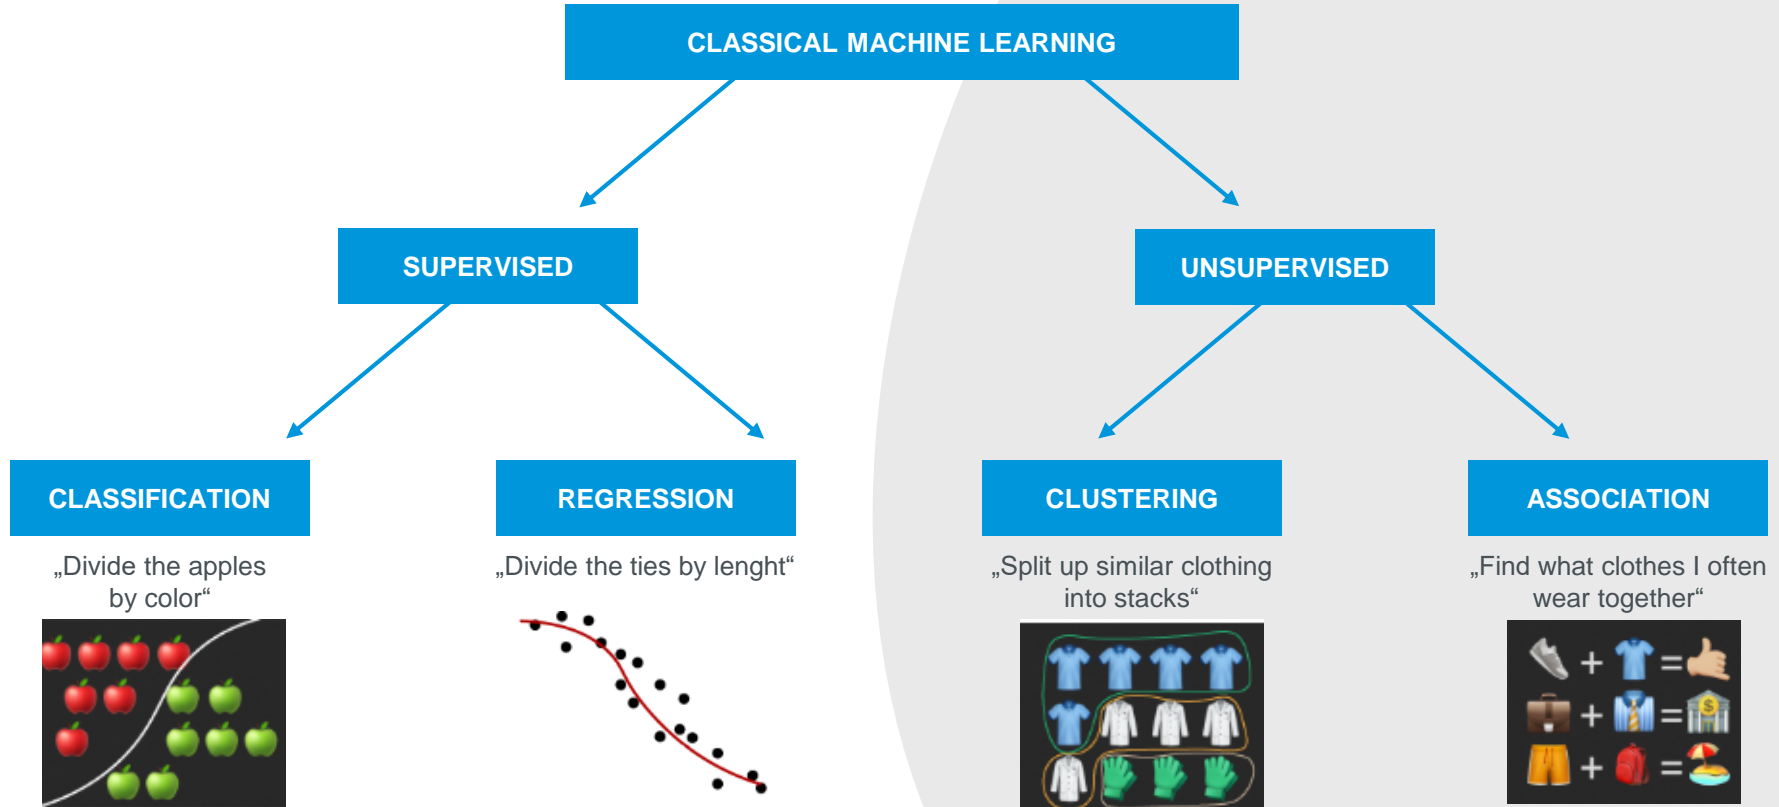 CLASSICAL MACHINE LEARNING
SUPERVISED
UNSUPERVISED
CLASSIFICATION
REGRESSION
CLUSTERING
ASSOCIATION
„Divide the apples
by color“
„Divide the ties by lenght“
„Split up similar clothing
into stacks“
„Find what clothes I often
wear together“
+ =
+ = $
+ =